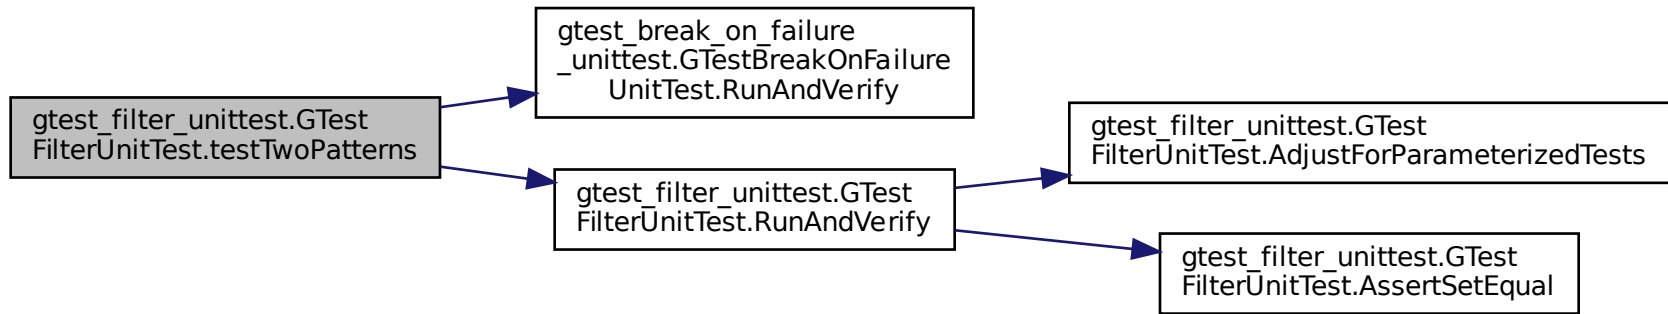 gtest_filter_unittest.GTest
FilterUnitTest.testTwoPatterns
gtest_break_on_failure
_unittest.GTestBreakOnFailure
UnitTest.RunAndVerify
gtest_filter_unittest.GTest
FilterUnitTest.RunAndVerify
gtest_filter_unittest.GTest
FilterUnitTest.AdjustForParameterizedTests
gtest_filter_unittest.GTest
FilterUnitTest.AssertSetEqual